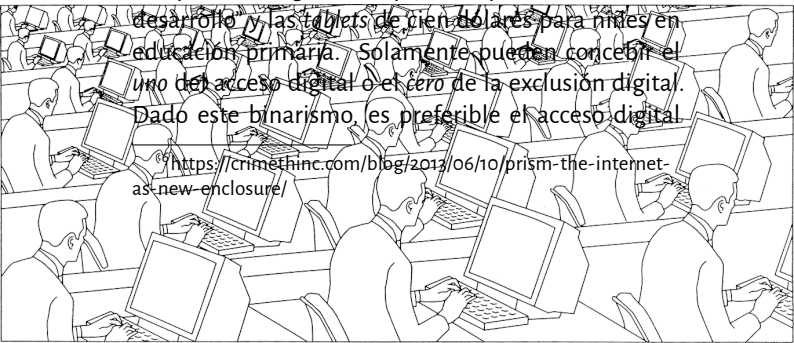 desarrollo y las tablets de cien dólares para niñes en
educación primaria. Solamente pueden concebir el
uno del acceso digital o el cero de la exclusión digital.
Dado este binarismo, es preferible el acceso digital
6 https://crimethinc.com/blog/2013/06/10/prism-the-internet-
as-new-enclosure/